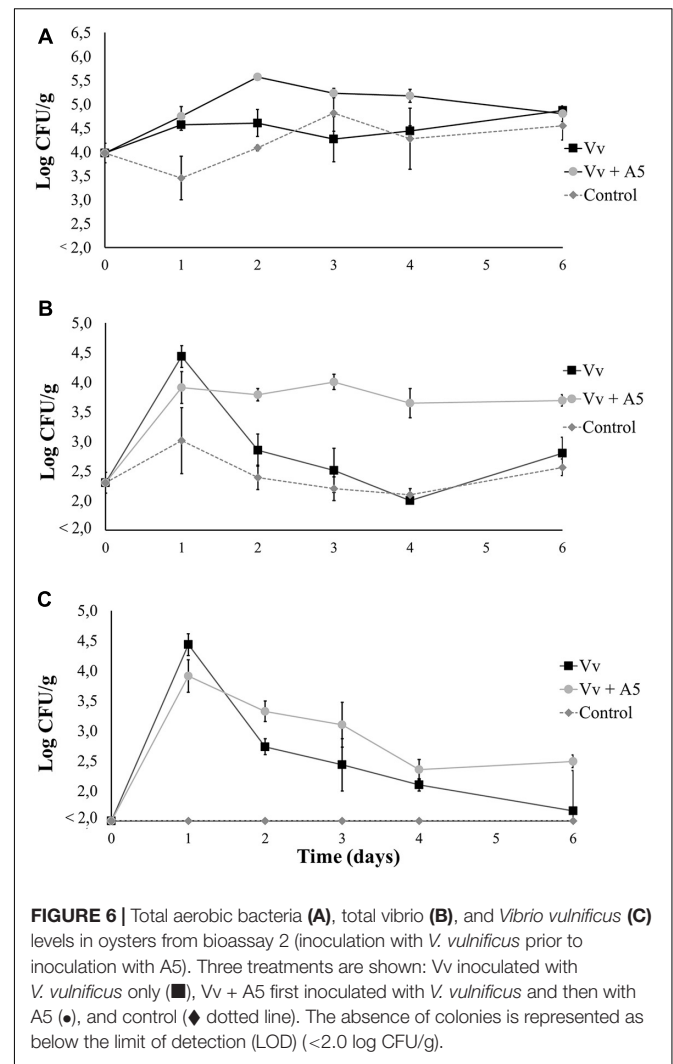 A
6,5
6,0
5,5
5,0
4,5
4,0
3,5
3,0
2,5
< 2,0
Log CFU/g
0 1 2 3 4 5 6
Vv
Vv + A5
Control
B
5,0
4,5
4,0
3,5
3,0
2,5
2,0
< 2,0
Log CFU/g
0 1 2 3 4 5 6
Vv
Vv + A5
Control
C
5,0
4,5
4,0
3,5
3,0
2,5
2,0
< 2,0
Log CFU/g
0 1 2 3 4 5 6
Time (days)
Vv
Vv + A5
Control
FIGURE 6 | Total aerobic bacteria (A), total vibrio (B), and Vibrio vulnificus (C)
levels in oysters from bioassay 2 (inoculation with V. vulnificus prior to
inoculation with A5). Three treatments are shown: Vv inoculated with
V. vulnificus only (■), Vv + A5 first inoculated with V. vulnificus and then with
A5 (●), and control (♦ dotted line). The absence of colonies is represented as
below the limit of detection (LOD) (<2.0 log CFU/g).